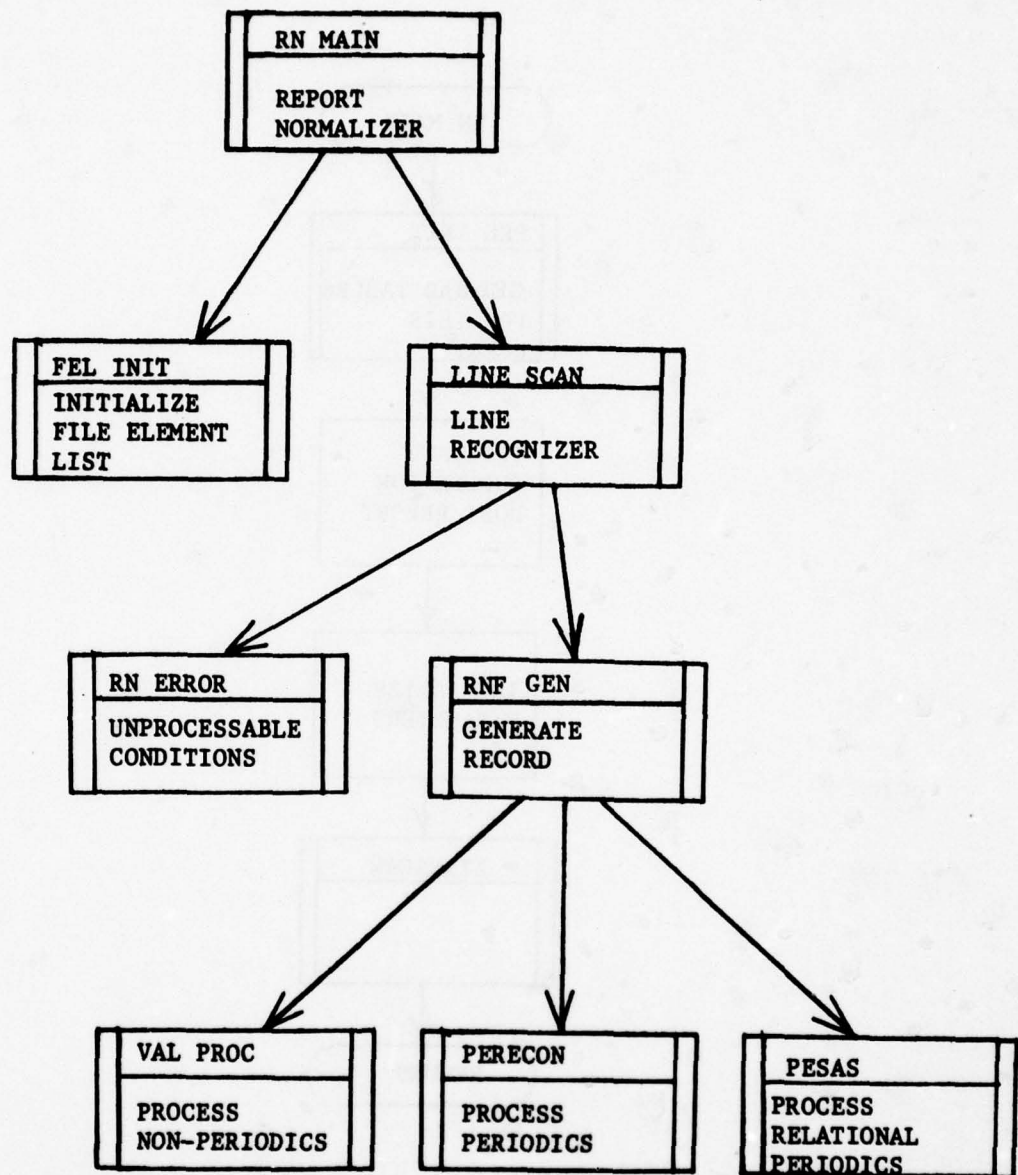 RN MAIN
REPORT
NORMALIZER
FEL INIT
INITIALIZE
FILE ELEMENT
LIST
LINE SCAN
LINE
RECOGNIZER
RN ERROR
UNPROCESSABLE
CONDITIONS
RNF GEN
GENERATE
RECORD
VAL PROC
PROCESS
NON-PERIODICS
PERECON
PROCESS
PERIODICS
PESAS
PROCESS
RELATIONAL
PERIODICS